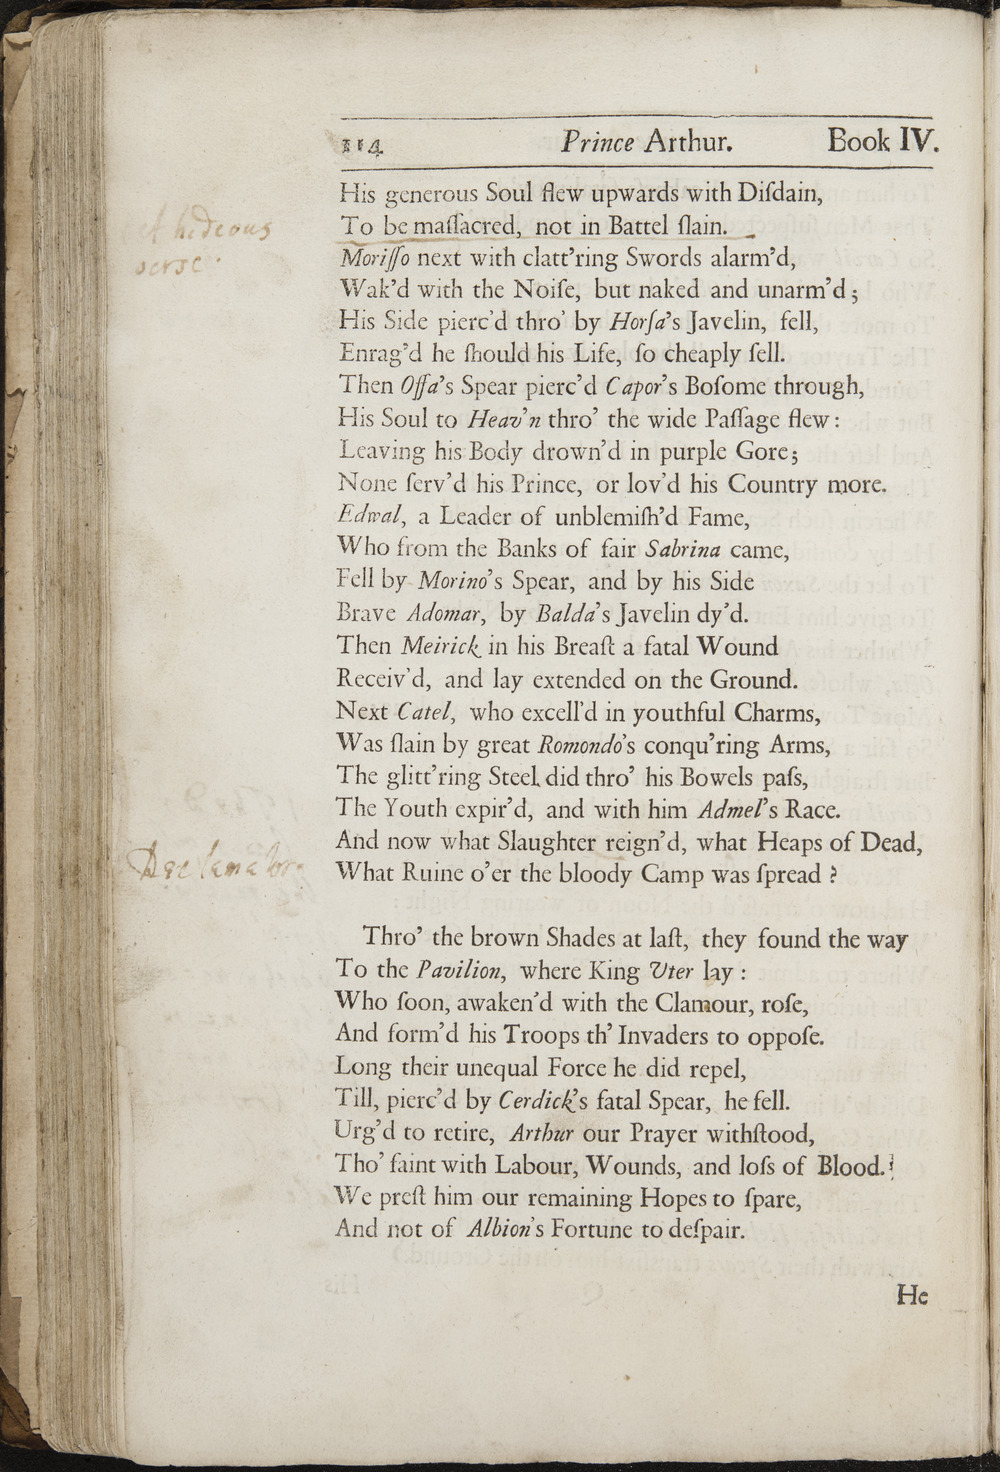 114 Prince Arthur. Book IV.
His generous Soul flew upwards with Diſdain,
A hideous
To be maſſacred, not in Battel ſlain.
verse.
Moriſſo next with clatt'ring Swords alarm'd,
Wak'd with the Noiſe, but naked and unarm'd;
His Side pierc'd thro' by Horſa's Javelin, fell,
Enrag'd he ſhould his Life, ſo cheaply ſell.
Then Offa's Spear pierc'd Capor's Boſome through,
His Soul to Heav'n thro' the wide Paſſage flew:
Leaving his Body drown'd in purple Gore;
None ſerv'd his Prince, or lov'd his Country more.
Edwal, a Leader of unblemiſh'd Fame,
Who from the Banks of fair Sabrina came,
Fell by Morino's Spear, and by his Side
Brave Adomar, by Balda's Javelin dy'd.
Then Meirick in his Breaſt a fatal Wound
Receiv'd, and lay extended on the Ground.
Next Catel, who excell'd in youthful Charms,
Was ſlain by great Romondo's conqu'ring Arms,
The glitt'ring Steel did thro' his Bowels paſs,
The Youth expir'd, and with him Admel's Race.
And now what Slaughter reign'd, what Heaps of Dead,
What Ruine o'er the bloody Camp was ſpread?
Thro' the brown Shades at laſt, they found the way
To the Pavilion, where King Uter lay:
Who ſoon, awaken'd with the Clamour, roſe,
And form'd his Troops th' Invaders to oppoſe.
Long their unequal Force he did repel,
Till, pierc'd by Cerdick's fatal Spear, he fell.
Urg'd to retire, Arthur our Prayer withſtood,
Tho' faint with Labour, Wounds, and loſs of Blood.
We preſt him our remaining Hopes to ſpare,
And not of Albion's Fortune to deſpair.
He